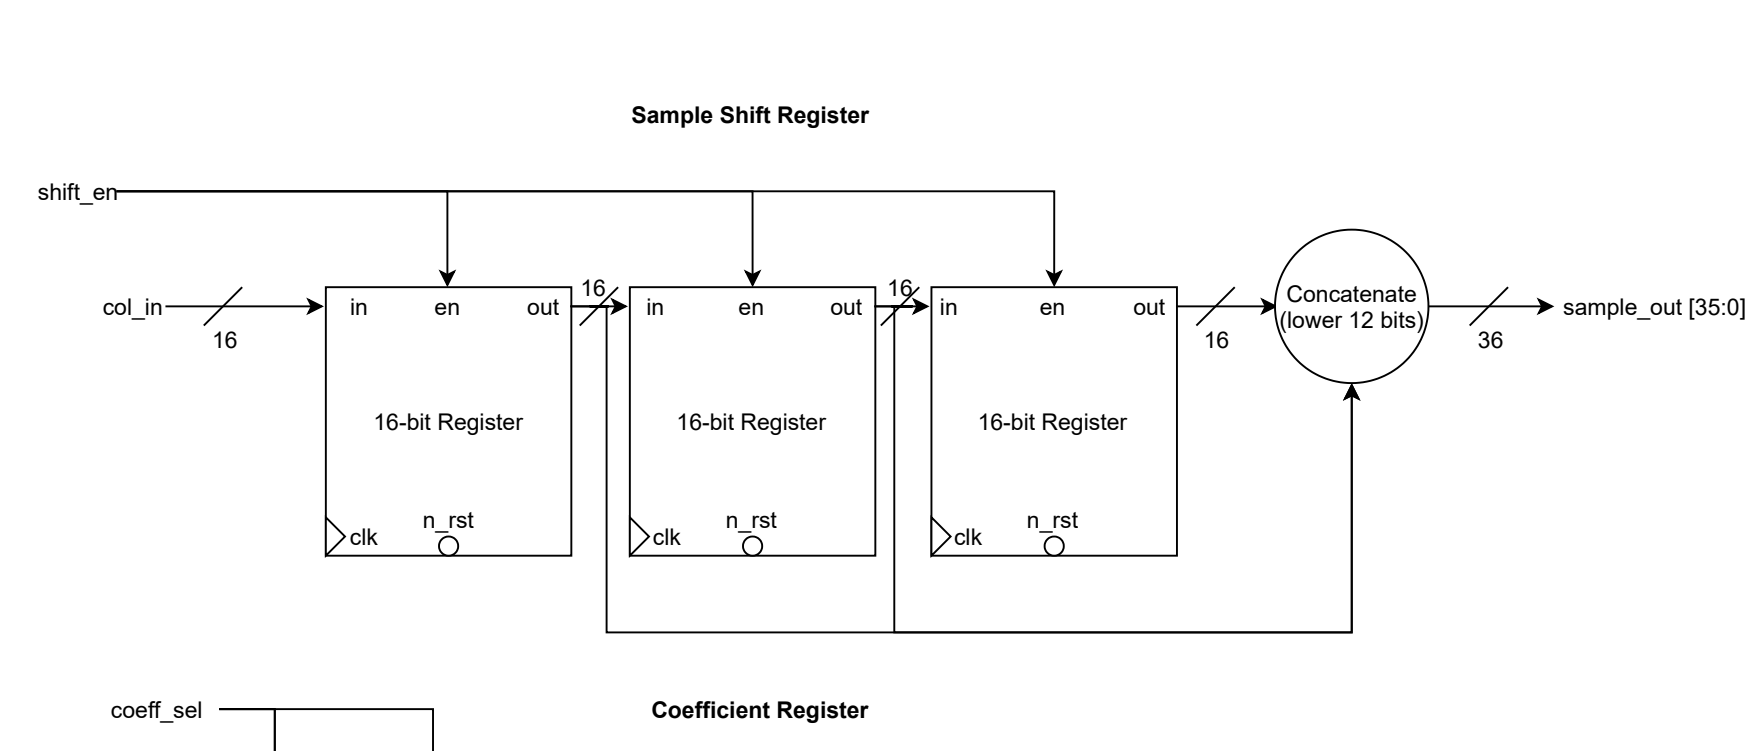 Sample Shift Register
shift_en
16
16
col_in
in
en
out
in
en
out
in
en
out
Concatenate
(lower 12 bits)
sample_out [35:0]
16
16
36
16-bit Register
16-bit Register
16-bit Register
n_rst
n_rst
n_rst
clk
clk
clk
coeff_sel
Coefficient Register